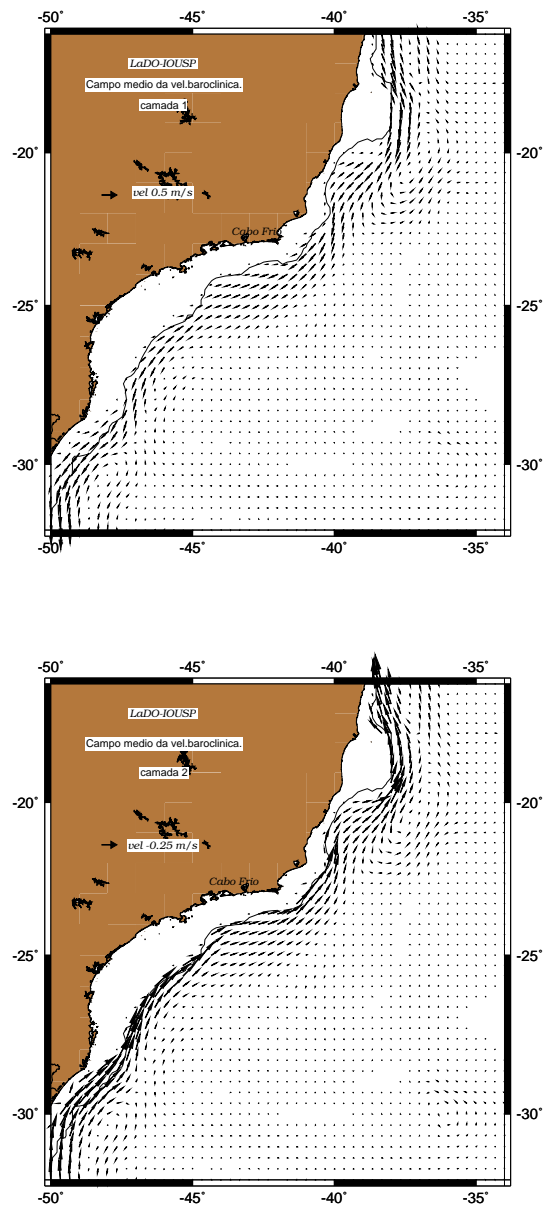 -50° -45° -40° -35°
LaDO-IOUSP
Campo medio da vel.baroclinica.
camada 1
-20° -20°
vel 0.5 m/s
Cabo Frio
-25° -25°
-30° -30°
-50° -45° -40° -35°
-50° -45° -40° -35°
LaDO-IOUSP
Campo medio da vel.baroclinica.
camada 2
-20° -20°
vel -0.25 m/s
Cabo Frio
-25° -25°
-30° -30°
-50° -45° -40° -35°